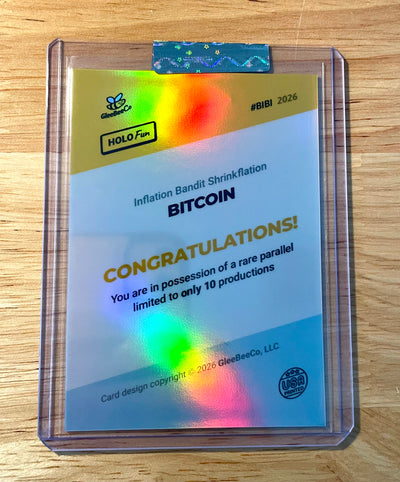 GleeBeeCo
#BIBI 2026
HOLO Fun
Inflation Bandit Shrinkflation
BITCOIN
CONGRATULATIONS!
You are in possession of a rare parallel
limited to only 10 productions
Card design copyright © 2026 GleeBeeCo, LLC.
USA
PRINTED